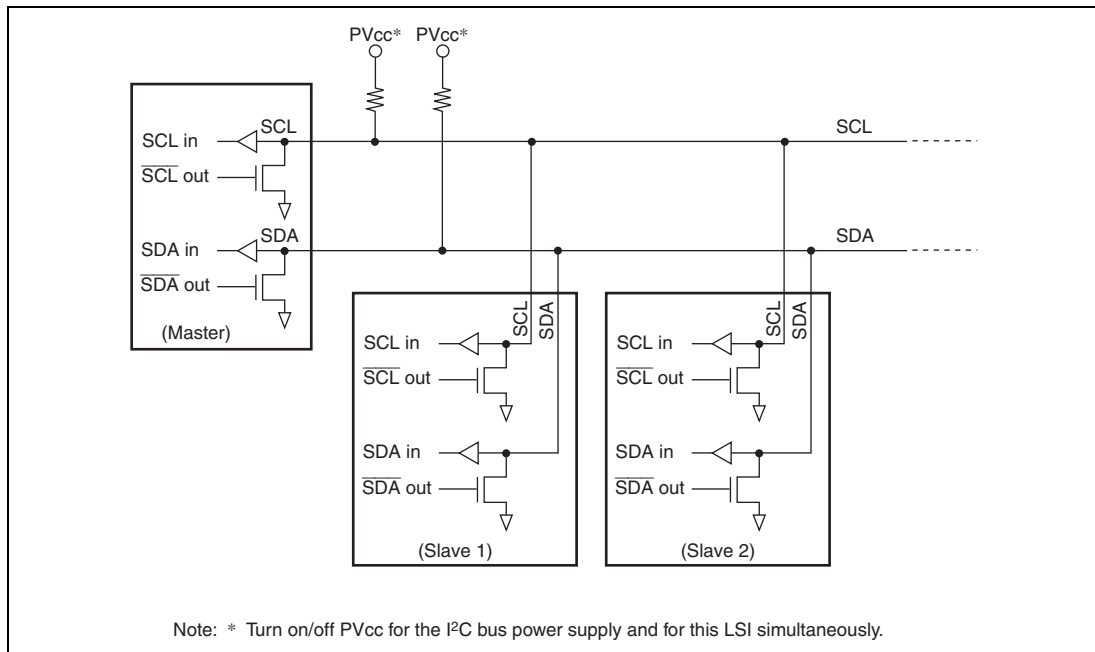 PVcc* PVcc*
SCL in
SCL
SCL
SCL out
SDA in
SDA
SDA
SDA out
(Master)
SCL
SDA
SCL
SDA
SCL in
SCL in
SCL out
SCL out
SDA in
SDA in
SDA out
SDA out
(Slave 1)
(Slave 2)
Note: * Turn on/off PVcc for the I²C bus power supply and for this LSI simultaneously.